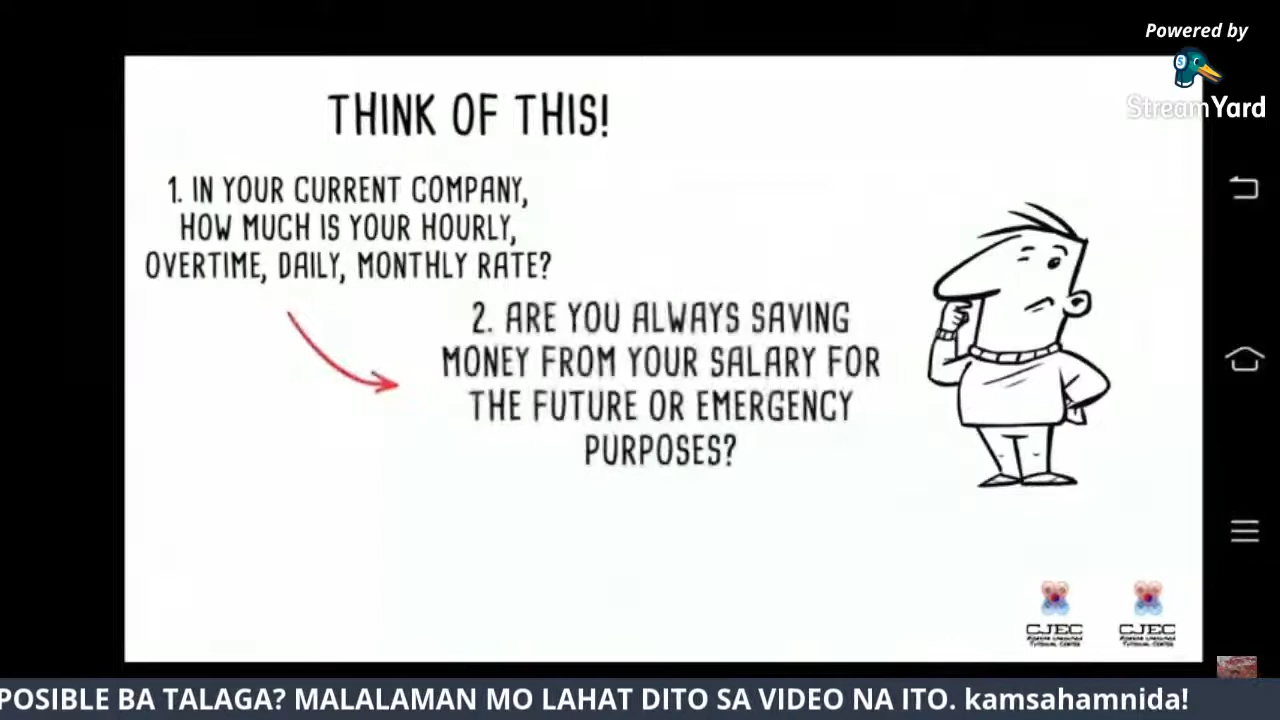 Powered by
StreamYard
THINK OF THIS!
1. IN YOUR CURRENT COMPANY,
HOW MUCH IS YOUR HOURLY,
OVERTIME, DAILY, MONTHLY RATE?
2. ARE YOU ALWAYS SAVING
MONEY FROM YOUR SALARY FOR
THE FUTURE OR EMERGENCY
PURPOSES?
CJEC
CJEC
POSIBLE BA TALAGA? MALALAMAN MO LAHAT DITO SA VIDEO NA ITO. kamsahamnida!